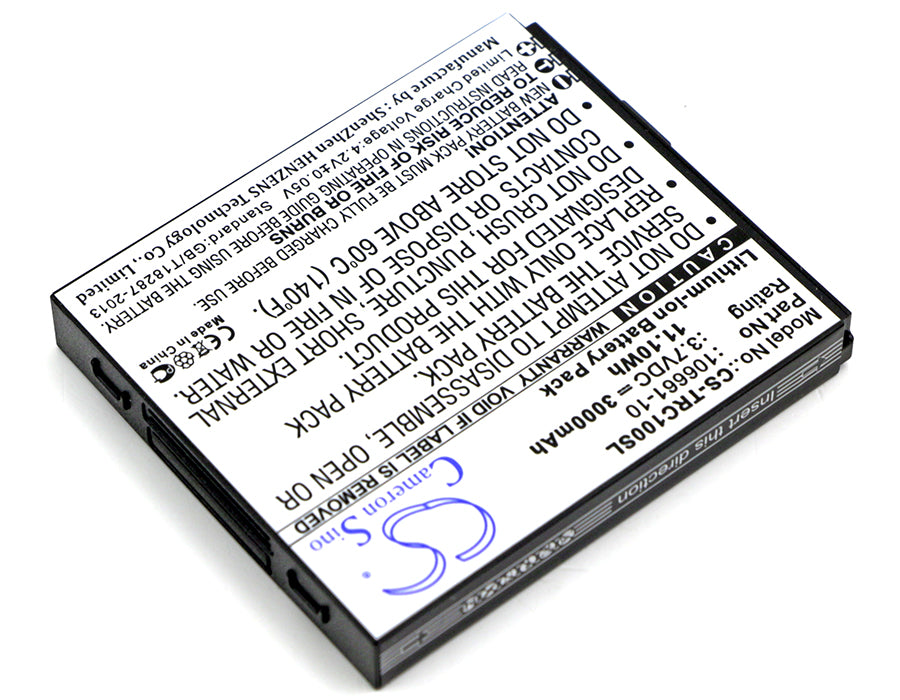 Cameron Sino
CS
®
Model No.: :CS-TRC100SL
Part No :106661-10
Rating :3.7VDC = 3000mAh
11.10Wh
Lithium-Ion Battery Pack
CAUTION WARRANTY VOID IF LABEL IS REMOVED
• DO NOT ATTEMPT TO DISASSEMBLE, OPEN OR
SERVICE THE BATTERY PACK.
REPLACE ONLY WITH THE BATTERY PACK
DESIGNATED FOR THIS PRODUCT.
• DO NOT CRUSH, PUNCTURE, SHORT EXTERNAL
CONTACTS OR DISPOSE OF IN FIRE OR WATER.
• DO NOT STORE ABOVE 60°C (140°F).
ATTENTION!
NEW BATTERY PACK MUST BE FULLY CHARGED BEFORE USE.
TO REDUCE RISK OF FIRE OR BURNS
READ INSTRUCTIONS IN OPERATING GUIDE BEFORE USING THE BATTERY.
Limited Charge Voltage:4.2V±0.05V Standard:GB/T18287-2013
Manufacture by:ShenZhen HENZENS Technology Co., Limited
CE
Made in China
Insert this direction
+
-
+